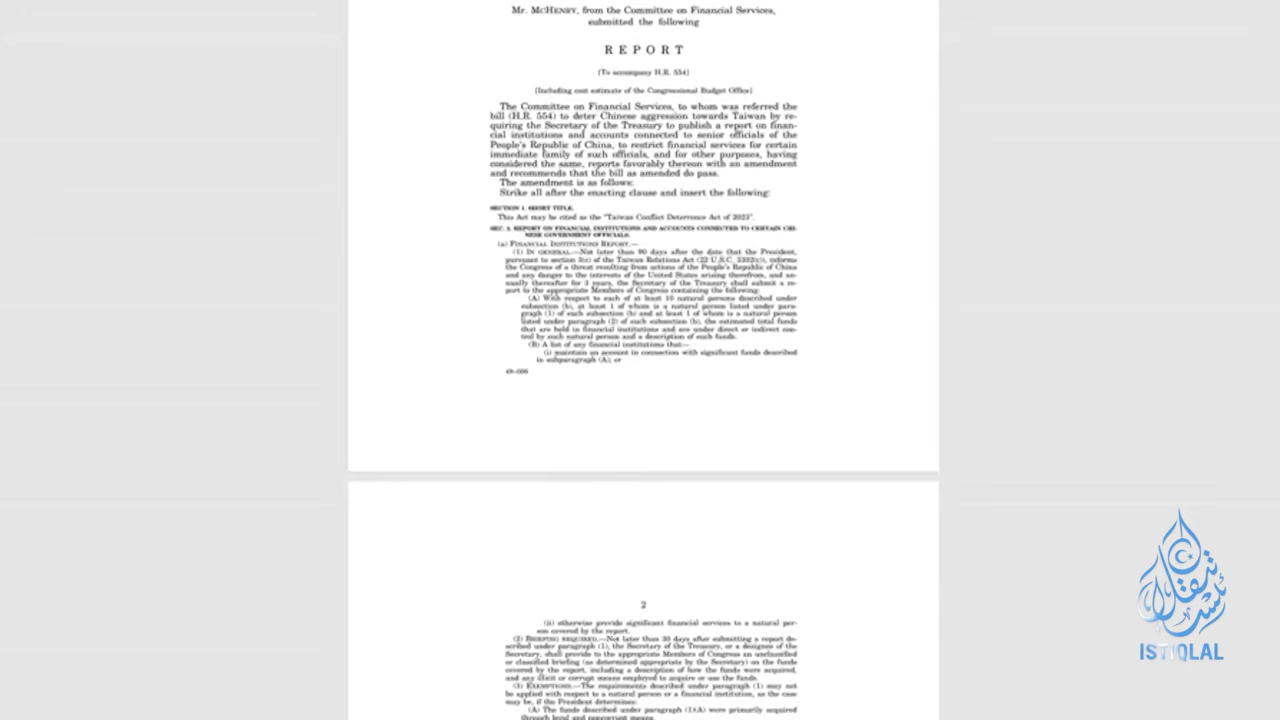 Mr. MCHENRY, from the Committee on Financial Services,
submitted the following
REPORT
[To accompany H.R. 554]
[Including cost estimate of the Congressional Budget Office]
The Committee on Financial Services, to whom was referred the
bill (H.R. 554) to deter Chinese aggression towards Taiwan by re-
quiring the Secretary of the Treasury to publish a report on finan-
cial institutions and accounts connected to senior officials of the
People's Republic of China, to restrict financial services for certain
immediate family of such officials, and for other purposes, having
considered the same, reports favorably thereon with an amendment
and recommends that the bill as amended do pass.
The amendment is as follows:
Strike all after the enacting clause and insert the following:
SECTION 1. SHORT TITLE.
This Act may be cited as the "Taiwan Conflict Deterrence Act of 2023".
SEC. 2. REPORT ON FINANCIAL INSTITUTIONS AND ACCOUNTS CONNECTED TO CERTAIN CHI-
NESE GOVERNMENT OFFICIALS.
(a) FINANCIAL INSTITUTIONS REPORT.—
(1) IN GENERAL.—Not later than 90 days after the date that the President,
pursuant to section 3(c) of the Taiwan Relations Act (22 U.S.C. 3302(c)), informs
the Congress of a threat resulting from actions of the People's Republic of China
and any danger to the interests of the United States arising therefrom, and an-
nually thereafter for 3 years, the Secretary of the Treasury shall submit a re-
port to the appropriate Members of Congress containing the following:
(A) With respect to each of at least 10 natural persons described under
subsection (b), at least 1 of whom is a natural person listed under para-
graph (1) of such subsection (b) and at least 1 of whom is a natural person
listed under paragraph (2) of such subsection (b), the estimated total funds
that are held in financial institutions and are under direct or indirect con-
trol by such natural person and a description of such funds.
(B) A list of any financial institutions that—
(i) maintain an account in connection with significant funds described
in subparagraph (A); or
49–006
2
(ii) otherwise provide significant financial services to a natural per-
son covered by the report.
(2) BRIEFING REQUIRED.—Not later than 30 days after submitting a report de-
scribed under paragraph (1), the Secretary of the Treasury, or a designee of the
Secretary, shall provide to the appropriate Members of Congress an unclassified
or classified briefing (as determined appropriate by the Secretary) on the funds
covered by the report, including a description of how the funds were acquired,
and any illicit or corrupt means employed to acquire or use the funds.
(3) EXEMPTIONS.—The requirements described under paragraph (1) may not
be applied with respect to a natural person or a financial institution, as the case
may be, if the President determines:
(A) The funds described under paragraph (1)(A) were primarily acquired
through legal and noncorrupt means.
ISTIQLAL